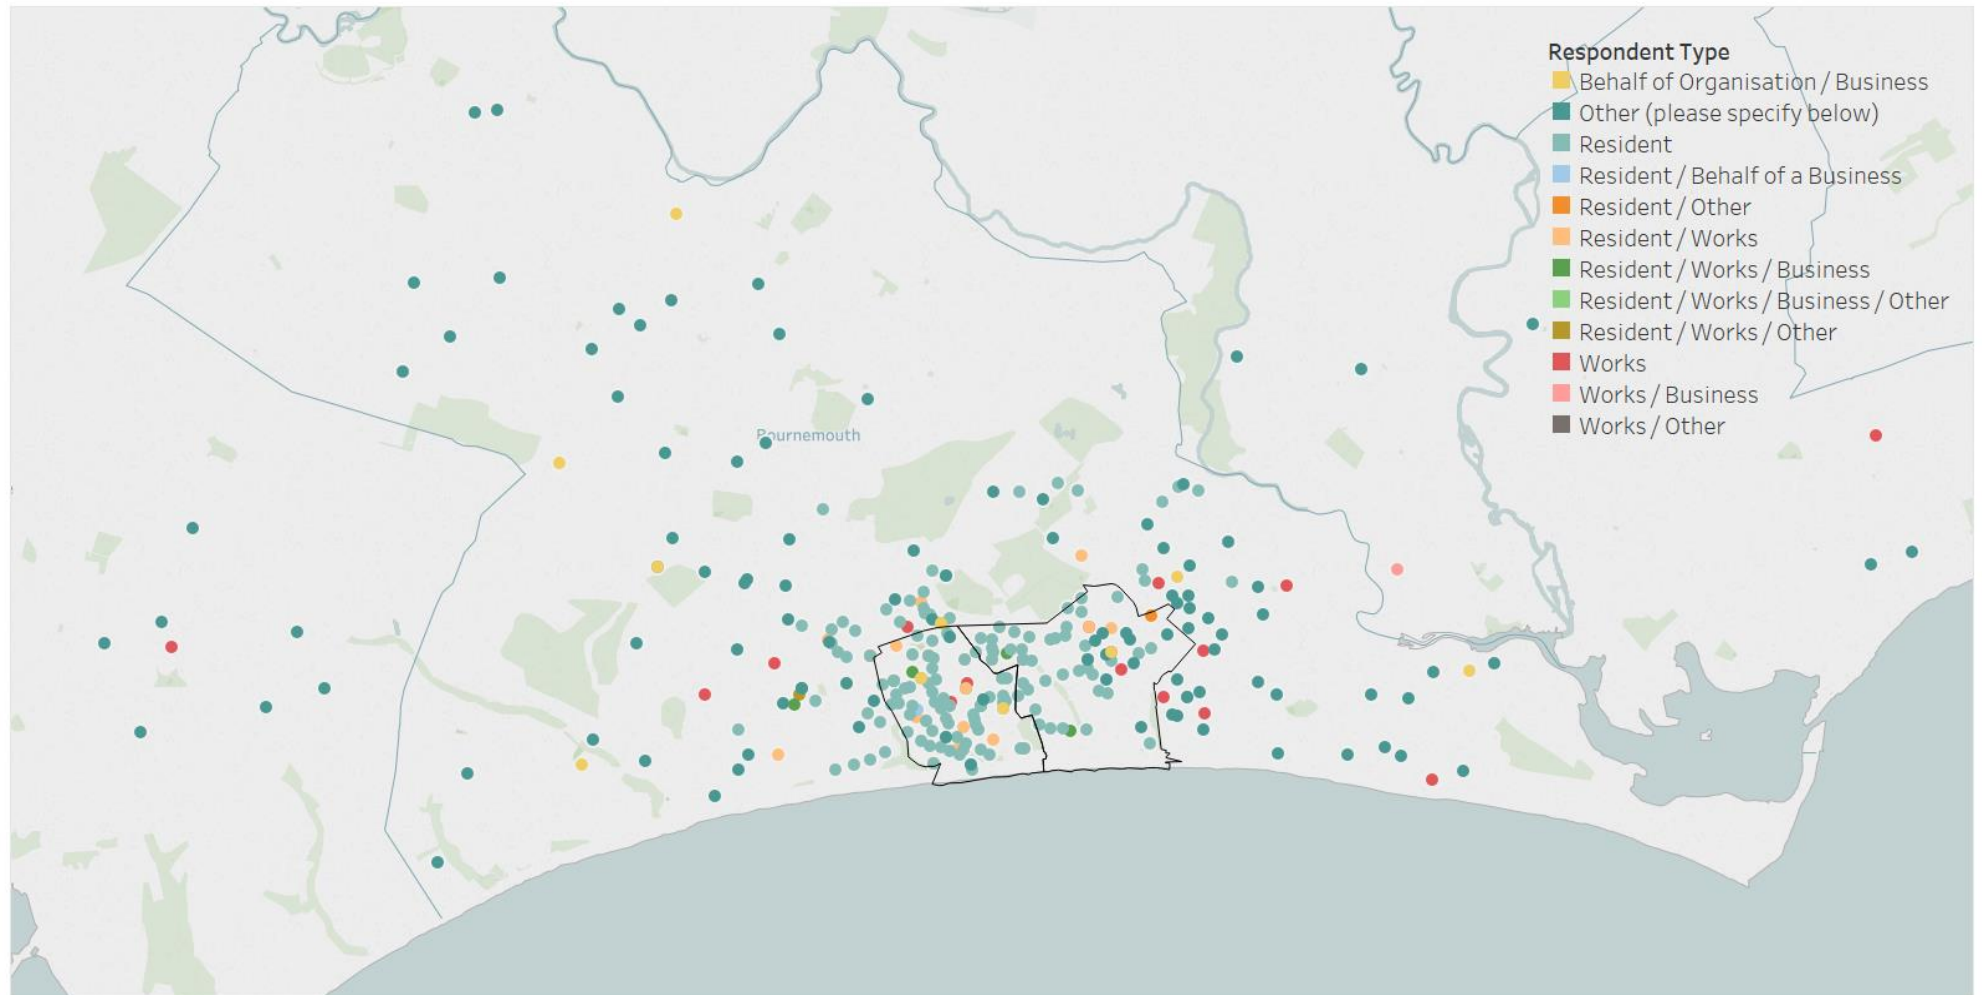 Respondent Type
Behalf of Organisation / Business
Other (please specify below)
Resident
Resident / Behalf of a Business
Resident / Other
Resident / Works
Resident / Works / Business
Resident / Works / Business / Other
Resident / Works / Other
Works
Works / Business
Works / Other
Bournemouth